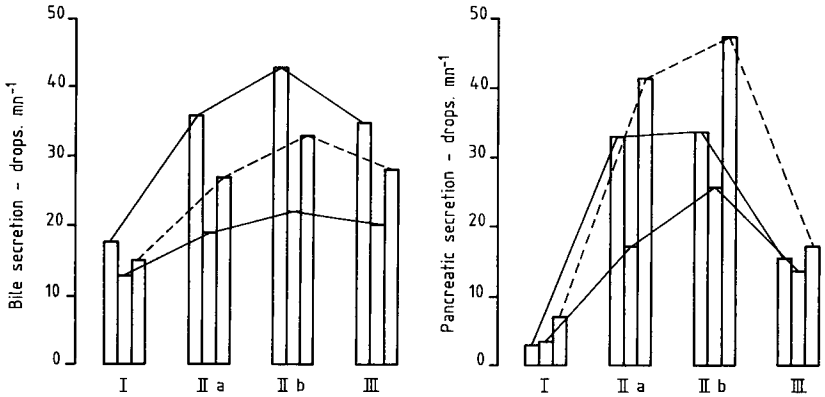 Bile secretion - drops. mn⁻¹
50
40
30
20
10
0
I
II a
II b
III
Pancreatic secretion - drops. mn⁻¹
50
40
30
20
10
0
I
II a
II b
III